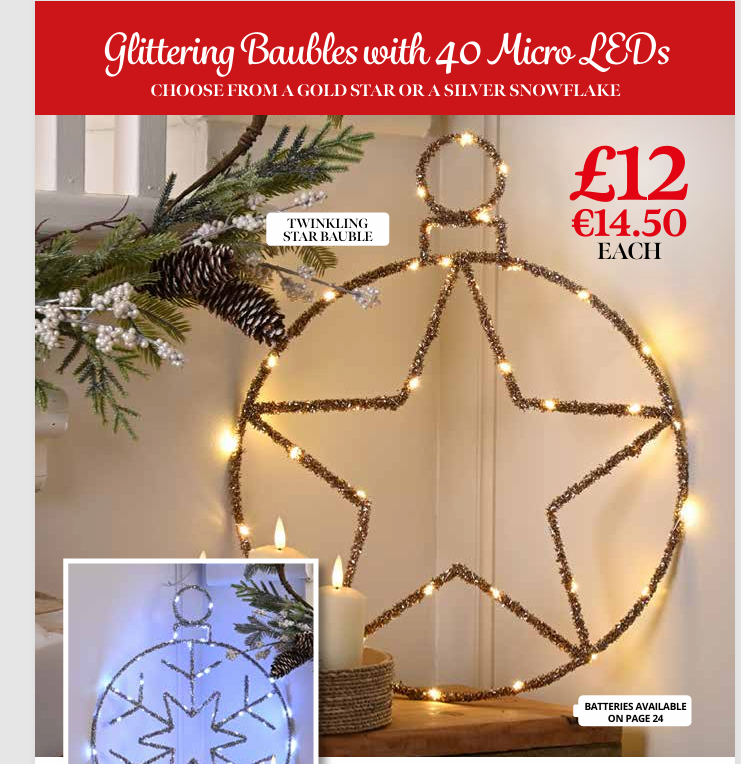 Glittering Baubles with 40 Micro LEDs
CHOOSE FROM A GOLD STAR OR A SILVER SNOWFLAKE
£12
€14.50
EACH
TWINKLING
STAR BAUBLE
BATTERIES AVAILABLE
ON PAGE 24